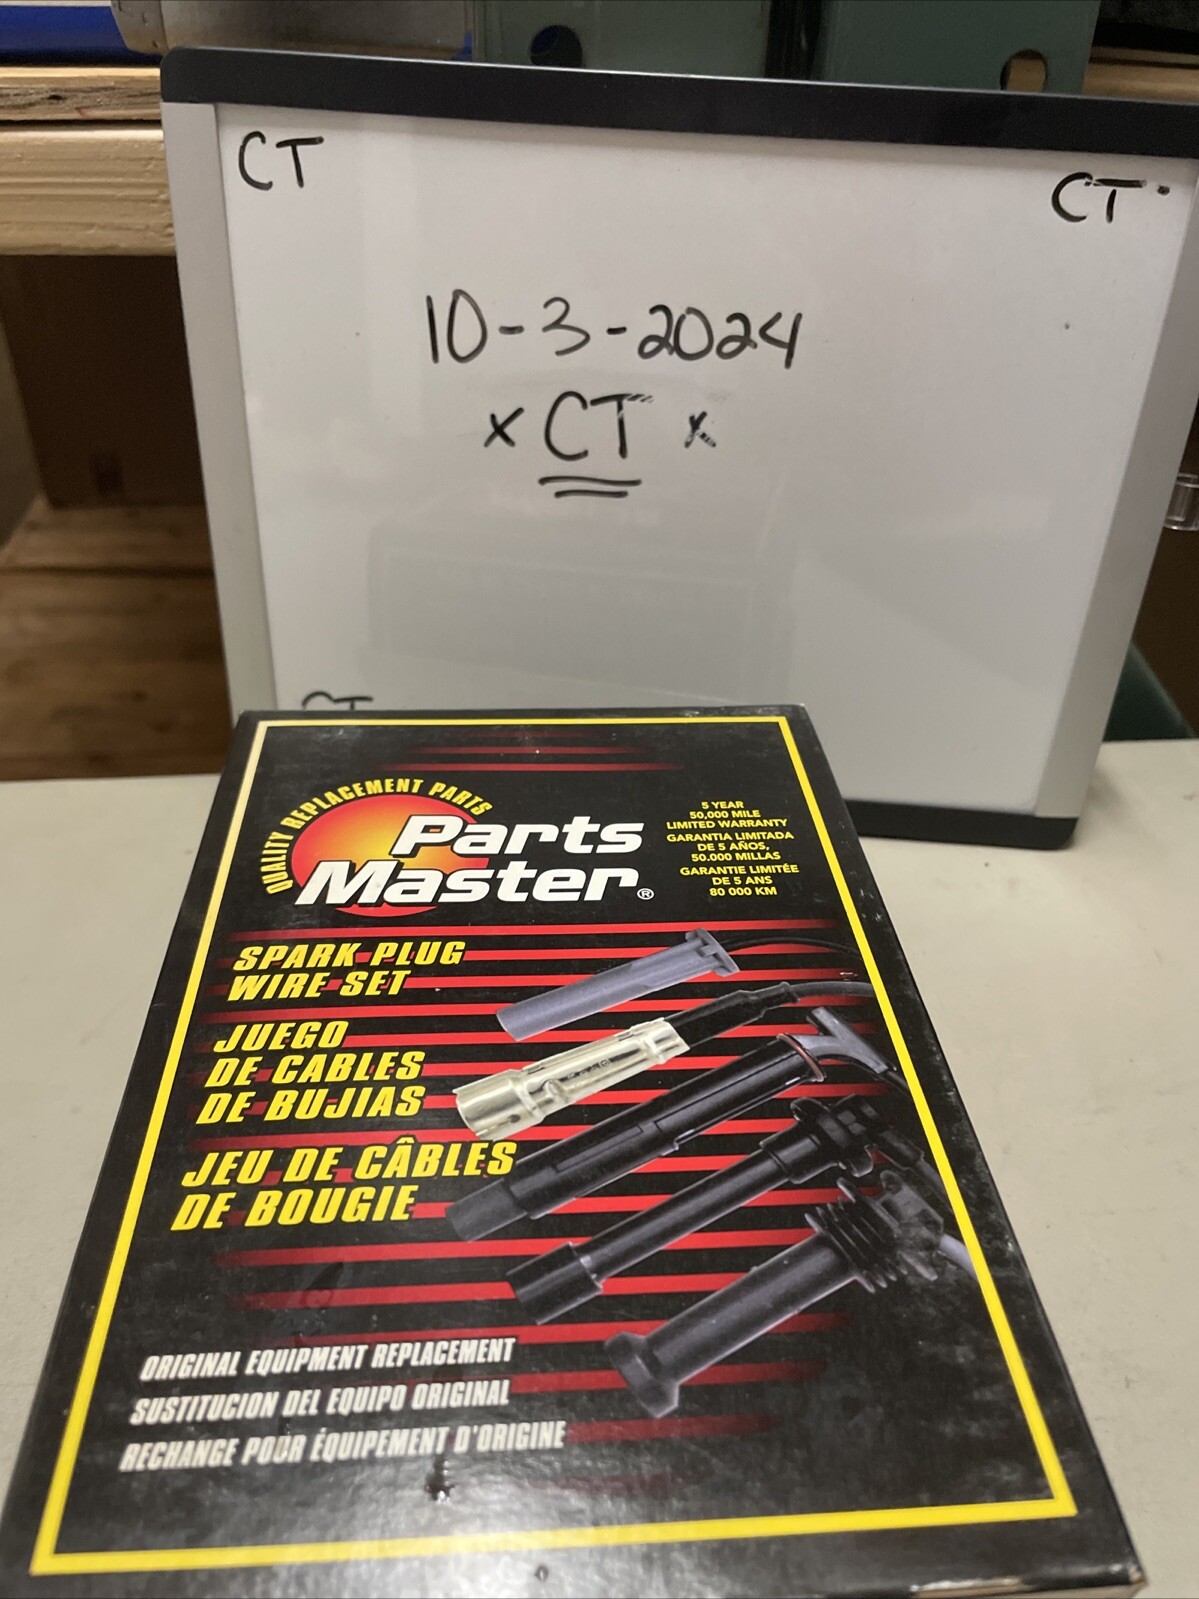 CT
CT
10-3-2024
x CT x
CT
QUALITY REPLACEMENT PARTS
Parts
Master®
5 YEAR
50,000 MILE
LIMITED WARRANTY
GARANTIA LIMITADA
DE 5 AÑOS,
50.000 MILLAS
GARANTIE LIMITÉE
DE 5 ANS
80 000 KM
SPARK PLUG
WIRE SET
JUEGO
DE CABLES
DE BUJIAS
JEU DE CÂBLES
DE BOUGIE
ORIGINAL EQUIPMENT REPLACEMENT
SUSTITUCION DEL EQUIPO ORIGINAL
RECHANGE POUR ÉQUIPEMENT D'ORIGINE